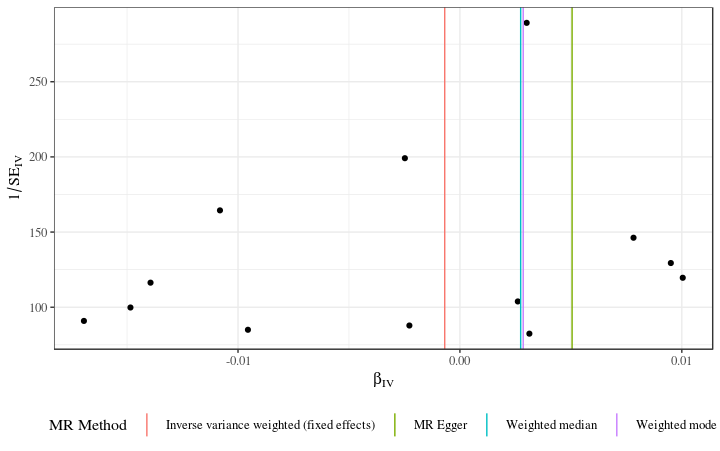 250
200
150
100
1/SE_IV
-0.01
0.00
0.01
β_IV
MR Method
Inverse variance weighted (fixed effects)
MR Egger
Weighted median
Weighted mode